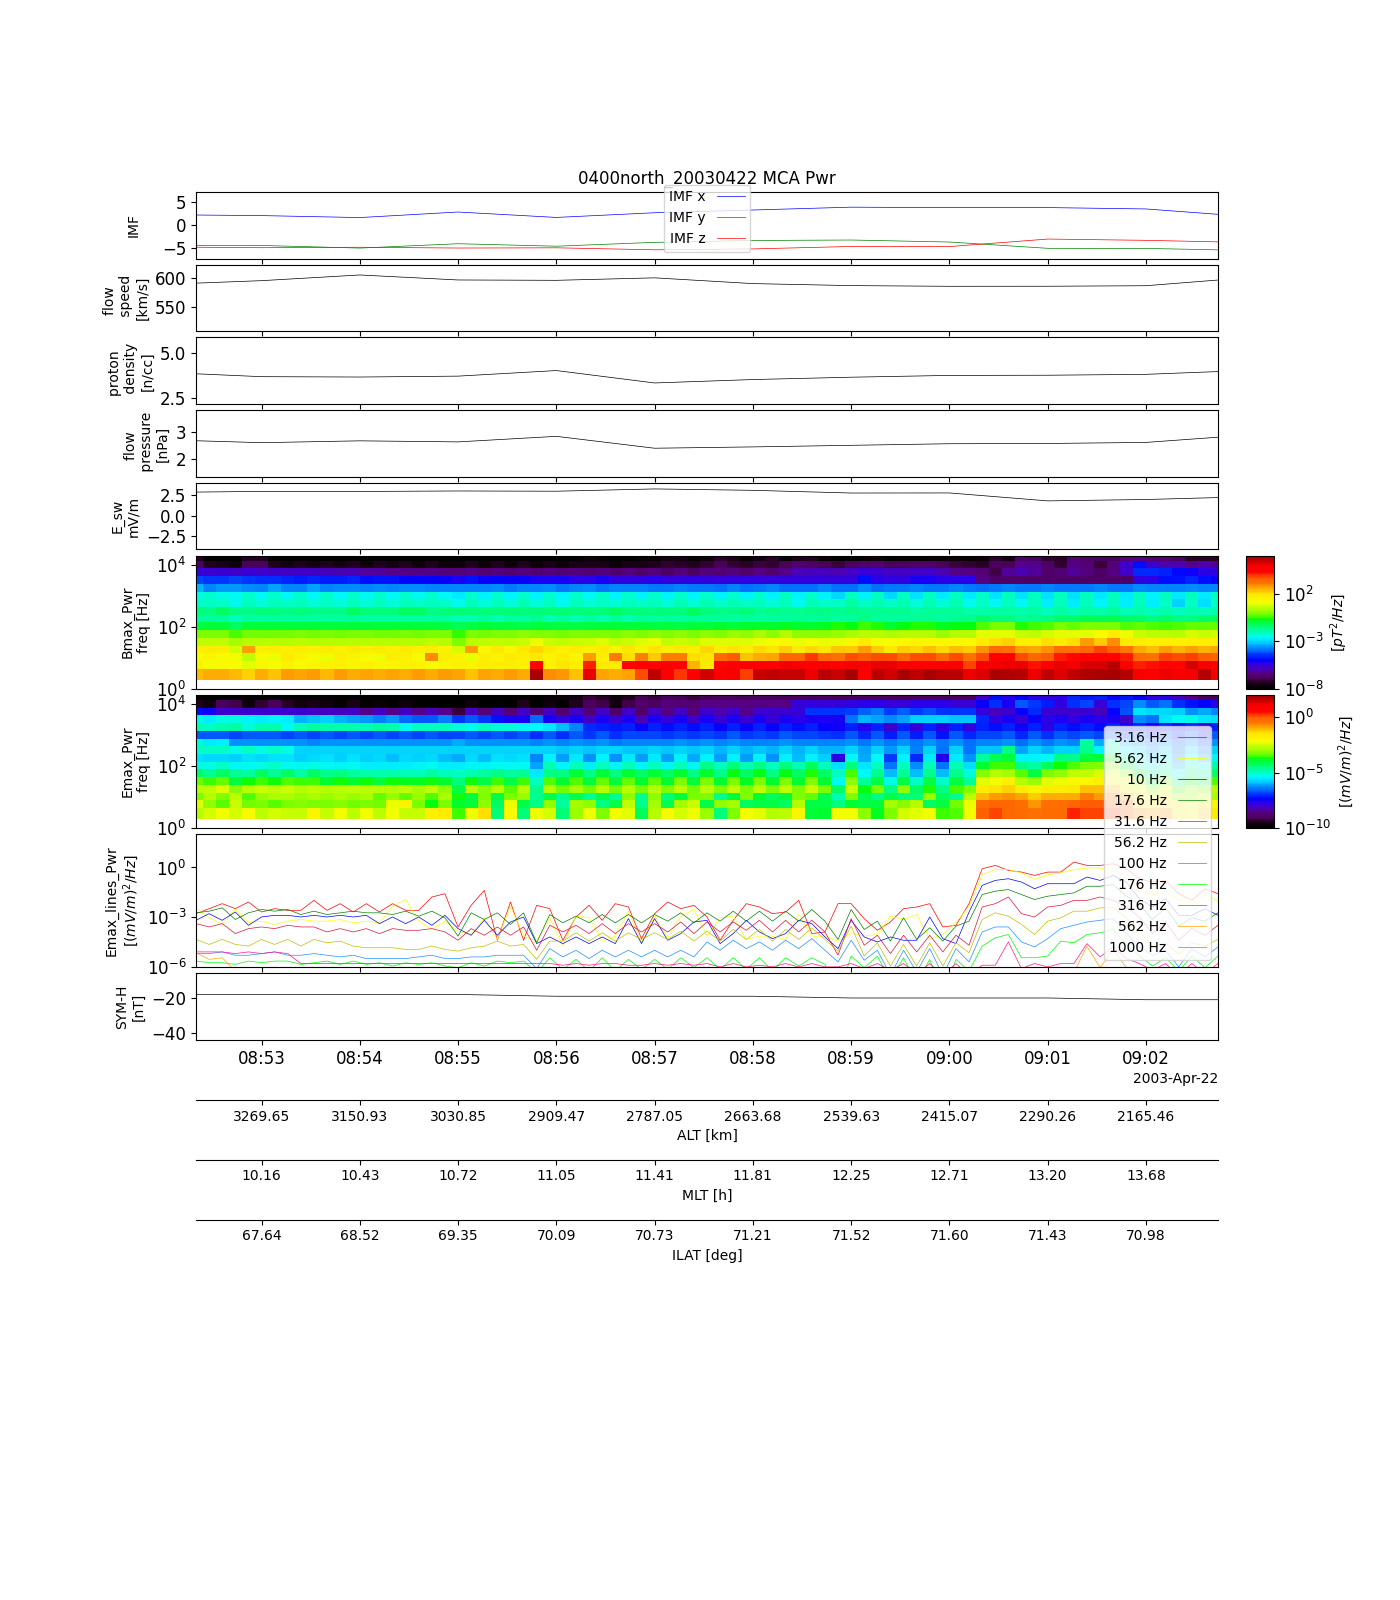 0400north_20030422 MCA Pwr
IMF
5
0
−5
IMF x
IMF y
IMF z
flow
speed
[km/s]
600
550
proton
density
[n/cc]
5.0
2.5
flow
pressure
[nPa]
3
2
E_sw
mV/m
2.5
0.0
−2.5
Bmax_Pwr
freq [Hz]
10^4
10^2
10^0
10^2
10^−3
10^−8
[pT^2/Hz]
Emax_Pwr
freq [Hz]
10^4
10^2
10^0
10^0
10^−5
10^−10
[(mV/m)^2/Hz]
3.16 Hz
5.62 Hz
10 Hz
17.6 Hz
31.6 Hz
56.2 Hz
100 Hz
176 Hz
316 Hz
562 Hz
1000 Hz
Emax_lines_Pwr
[(mV/m)^2/Hz]
10^0
10^−3
10^−6
SYM-H
[nT]
−20
−40
08:53 08:54 08:55 08:56 08:57 08:58 08:59 09:00 09:01 09:02
2003-Apr-22
3269.65 3150.93 3030.85 2909.47 2787.05 2663.68 2539.63 2415.07 2290.26 2165.46
ALT [km]
10.16 10.43 10.72 11.05 11.41 11.81 12.25 12.71 13.20 13.68
MLT [h]
67.64 68.52 69.35 70.09 70.73 71.21 71.52 71.60 71.43 70.98
ILAT [deg]